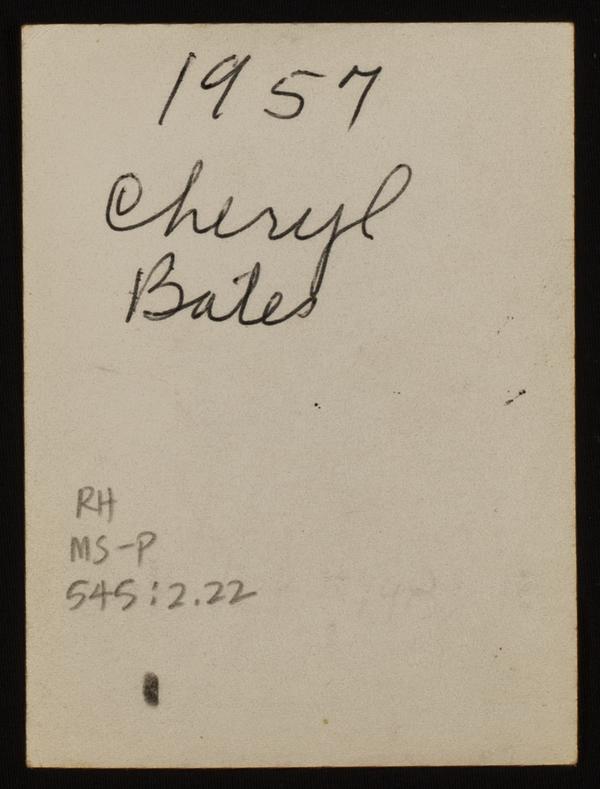 1957
Cheryl
Bates
RH
MS-P
545:2.22